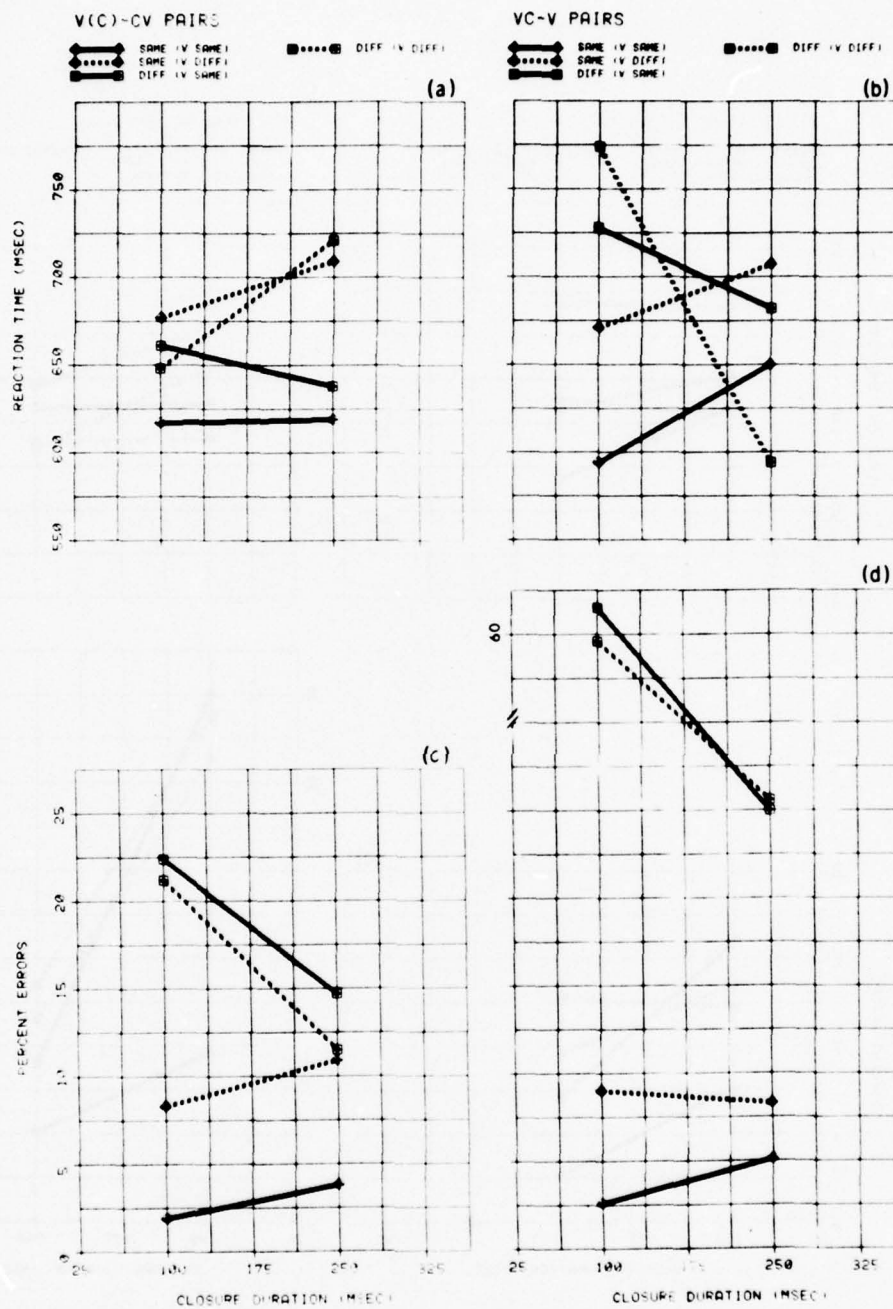 V(C)-CV PAIRS
SAME (V SAME)
SAME (V DIFF)
DIFF (V SAME)
DIFF (V DIFF)
(a)
VC-V PAIRS
SAME (V SAME)
SAME (V DIFF)
DIFF (V SAME)
DIFF (V DIFF)
(b)
REACTION TIME (MSEC)
750
700
650
600
550
(c)
PERCENT ERRORS
25
20
15
10
5
0
25 100 175 250 325
CLOSURE DURATION (MSEC)
(d)
60
25 100 175 250 325
CLOSURE DURATION (MSEC)